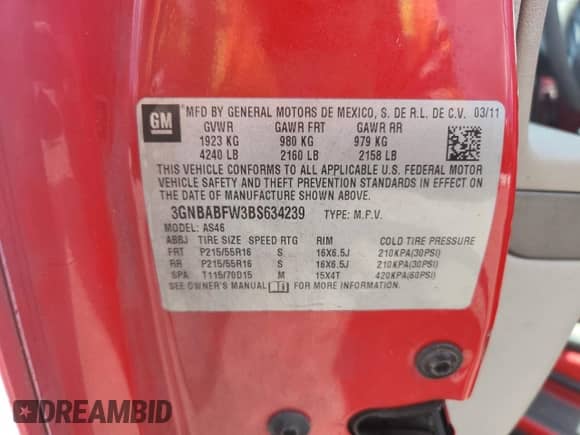 GM
MFD BY GENERAL MOTORS DE MEXICO, S. DE R.L. DE C.V. 03/11
GVWR GAWR FRT GAWR RR
1923 KG 980 KG 979 KG
4240 LB 2160 LB 2158 LB
THIS VEHICLE CONFORMS TO ALL APPLICABLE U.S. FEDERAL MOTOR
VEHICLE SAFETY AND THEFT PREVENTION STANDARDS IN EFFECT ON
THE DATE OF MANUFACTURE SHOWN ABOVE.
3GNBABFW3BS634239 TYPE: M.P.V.
MODEL: AS46
ABBJ TIRE SIZE SPEED RTG RIM COLD TIRE PRESSURE
FRT P215/55R16 S 16X6.5J 210KPA(30PSI)
RR P215/55R16 S 16X6.5J 210KPA(30PSI)
SPA T115/70D15 M 15X4T 420KPA(60PSI)
SEE OWNER'S MANUAL FOR MORE INFORMATION.
DREAMBID